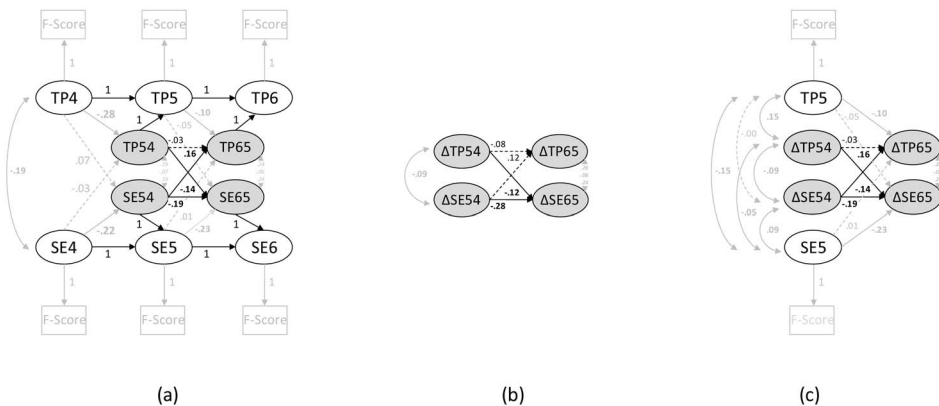 F-Score F-Score F-Score
1 1 1
TP4 1 TP5 1 TP6
-.28 1 -.05 -.10 1
TP54 -.03 TP65
.16
-.19 .07
-.03
SE54 -.14 SE65
-.19
-.22 1 .01 -.23 1
SE4 1 SE5 1 SE6
1 1 1
F-Score F-Score F-Score
(a)
ΔTP54 -.08 ΔTP65
.12
-.09
ΔSE54 -.12 ΔSE65
-.28
(b)
F-Score
1
TP5
-.00 .15 -.05 -.10
ΔTP54 -.03 ΔTP65
.16
-.15 -.09
ΔSE54 -.14 ΔSE65
-.19
-.05 .09 .01 -.23
SE5
1
F-Score
(c)